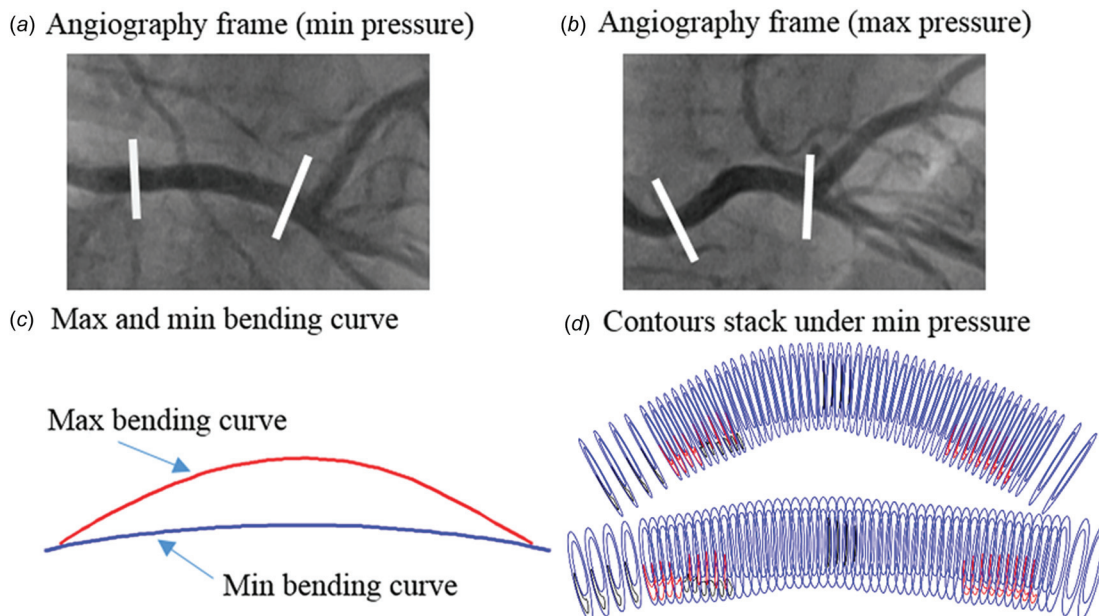 (a) Angiography frame (min pressure)
(b) Angiography frame (max pressure)
(c) Max and min bending curve
(d) Contours stack under min pressure
Max bending curve
Min bending curve